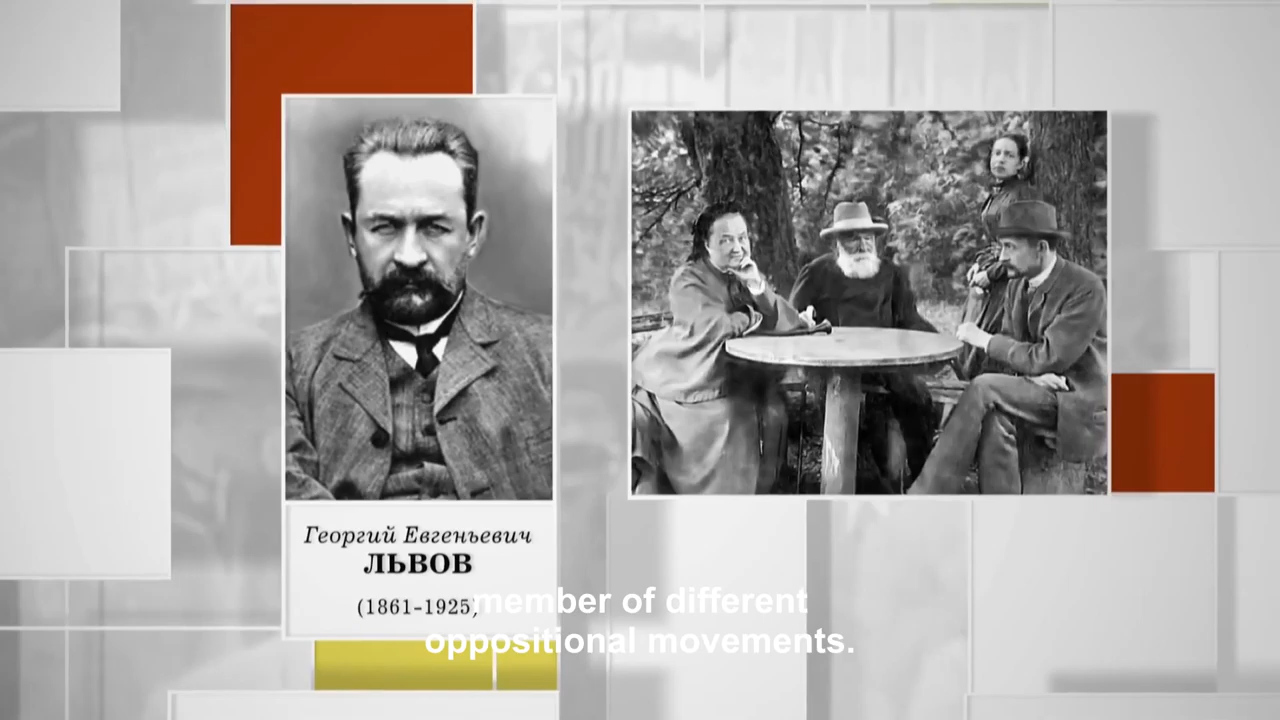 Георгий Евгеньевич
ЛЬВОВ
(1861-1925)
member of different
oppositional movements.